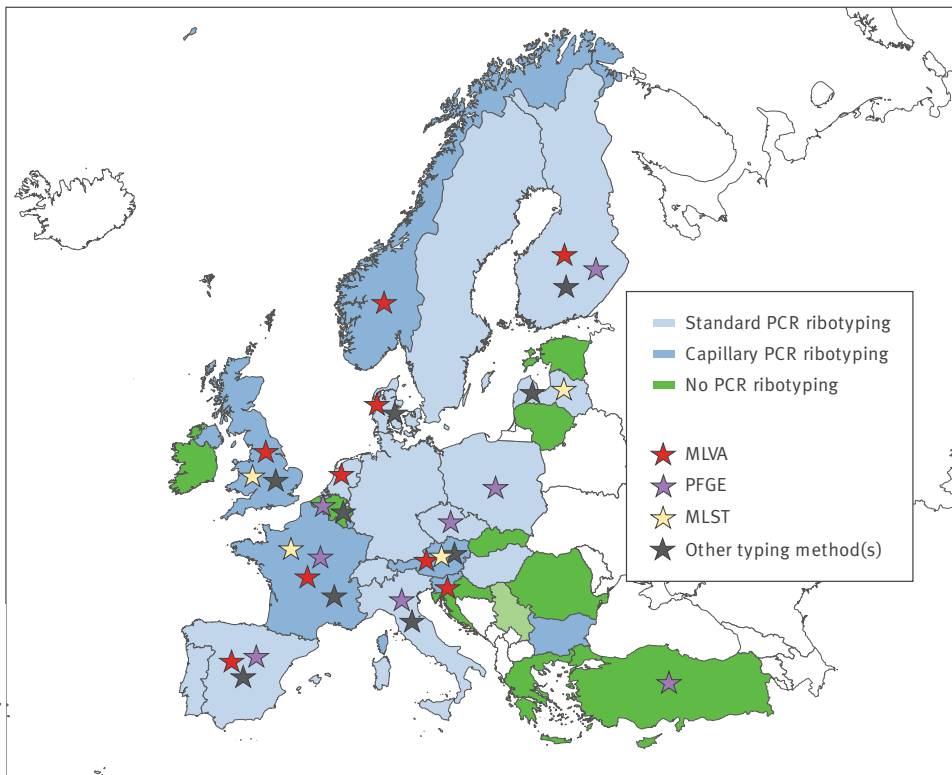 Standard PCR ribotyping
Capillary PCR ribotyping
No PCR ribotyping
MLVA
PFGE
MLST
Other typing method(s)